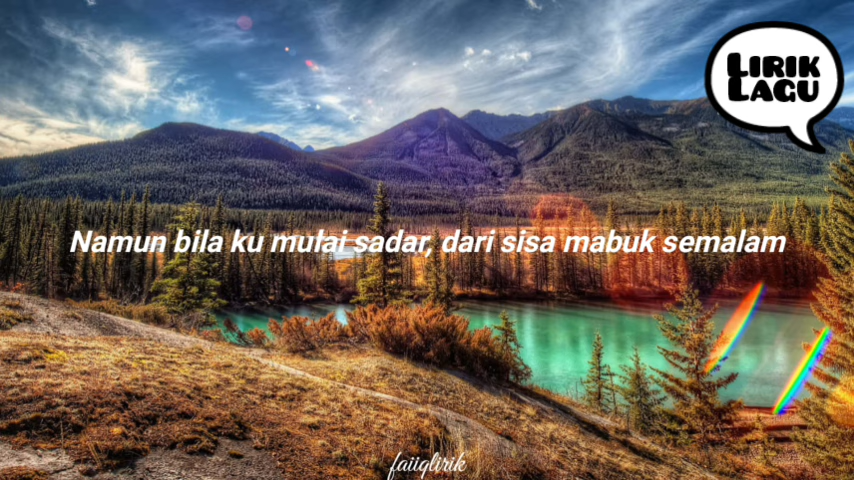 LIRIK
LAGU
Namun bila ku mulai sadar, dari sisa mabuk semalam
faiiqlirik